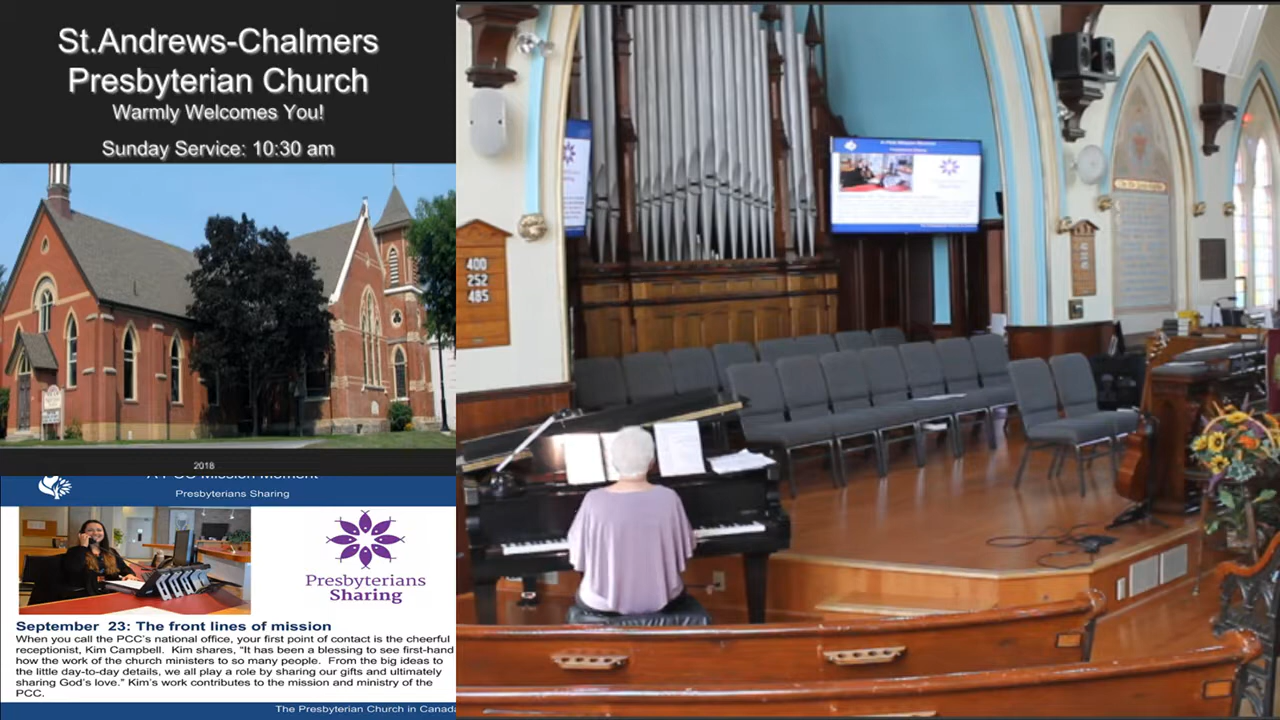 St.Andrews-Chalmers
Presbyterian Church
Warmly Welcomes You!
Sunday Service: 10:30 am
2018
A PCC Mission Moment
Presbyterians Sharing
Presbyterians
Sharing
September 23: The front lines of mission
When you call the PCC's national office, your first point of contact is the cheerful
receptionist, Kim Campbell. Kim shares, "It has been a blessing to see first-hand
how the work of the church ministers to so many people. From the big ideas to
the little day-to-day details, we all play a role by sharing our gifts and ultimately
sharing God's love." Kim's work contributes to the mission and ministry of the
PCC.
The Presbyterian Church in Canada
400
252
485